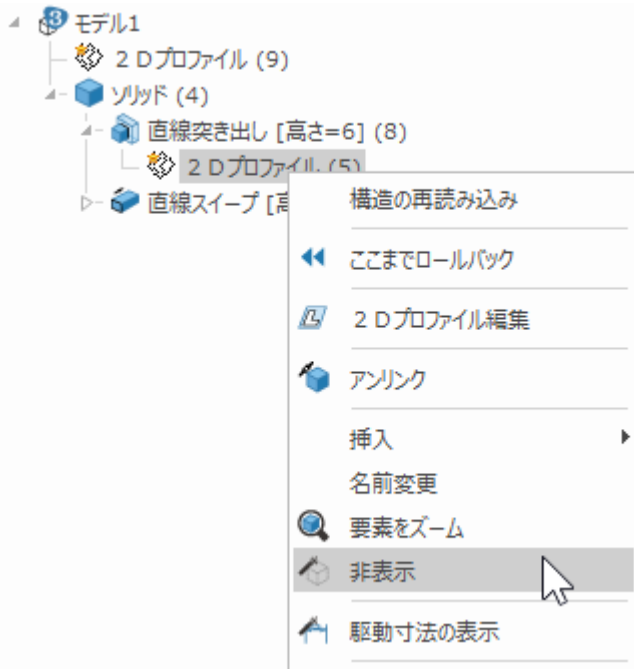 モデル1
２Ｄプロファイル (9)
ソリッド (4)
直線突き出し [高さ=6] (8)
２Ｄプロファイル (5)
直線スイープ [高
構造の再読み込み
ここまでロールバック
２Ｄプロファイル編集
アンリンク
挿入
名前変更
要素をズーム
非表示
駆動寸法の表示